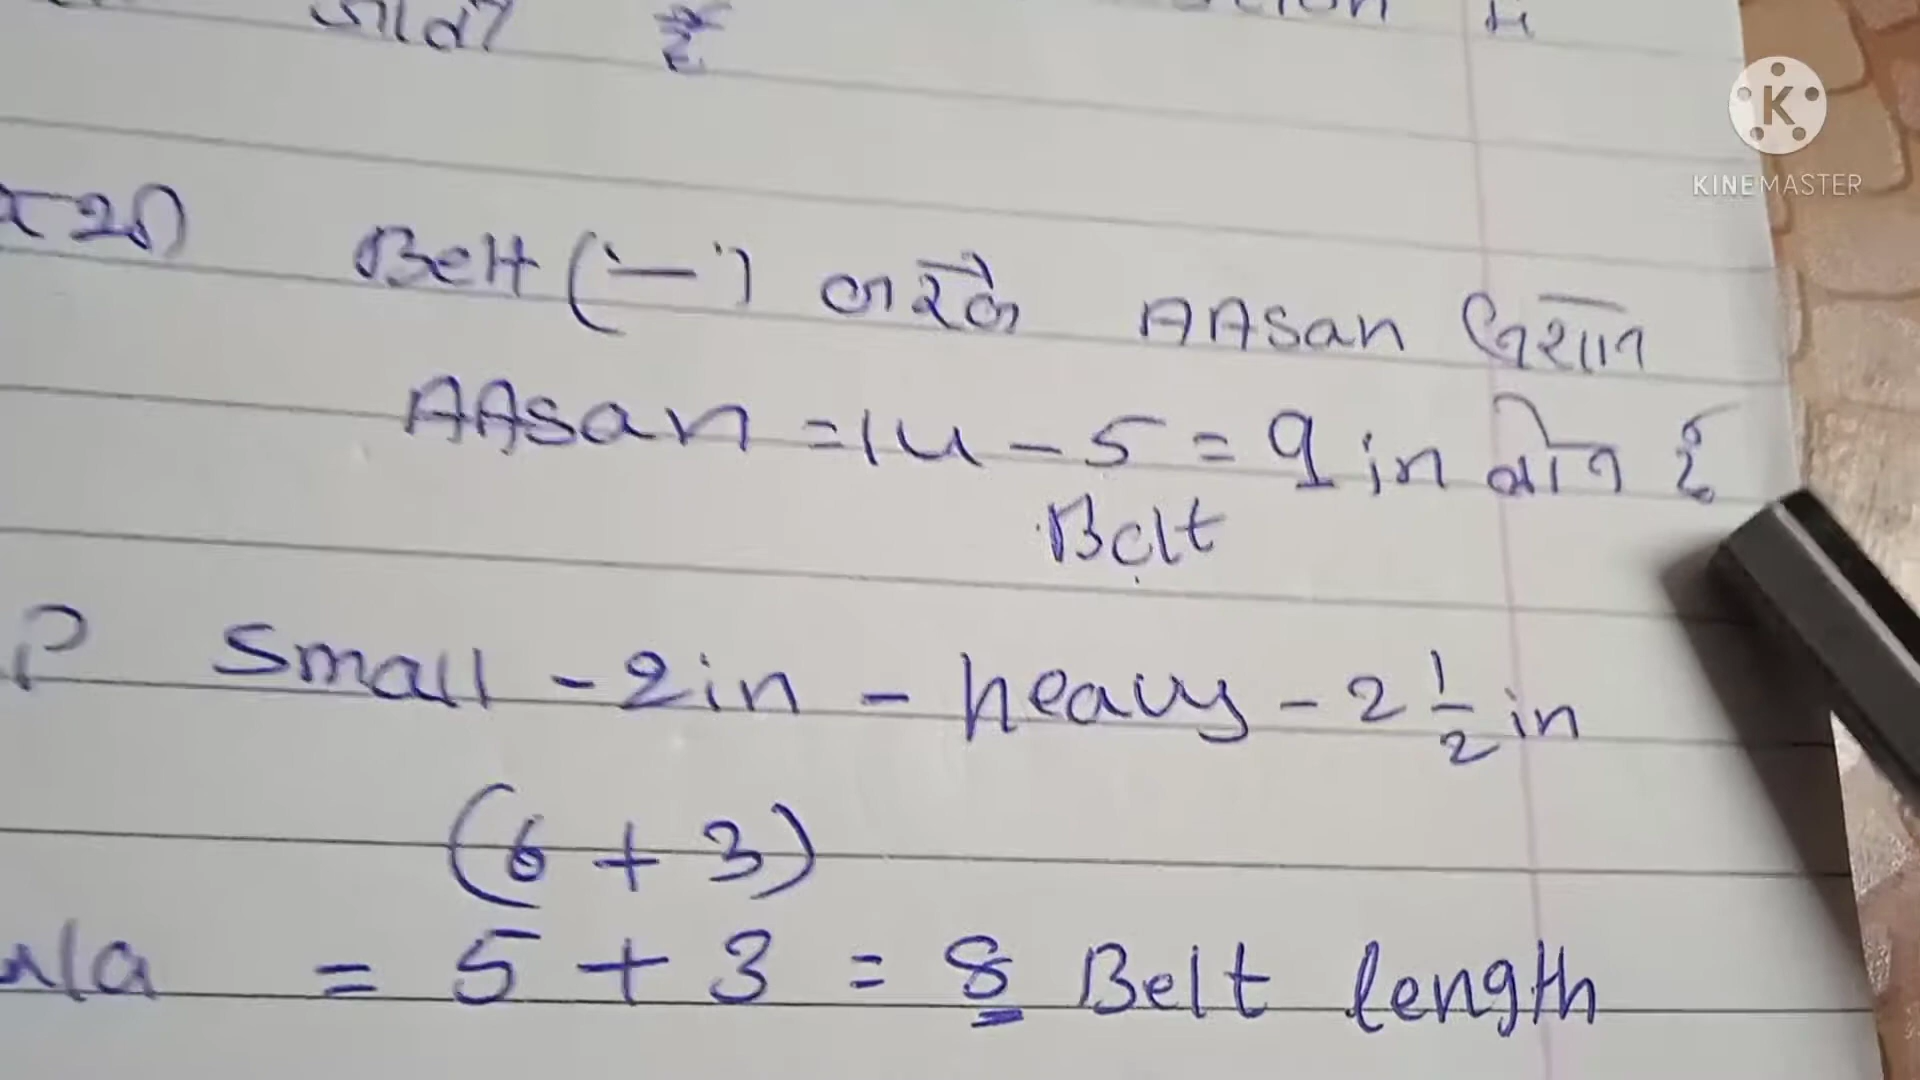 K
KINEMASTER
Belt (-) करके AAsan
AAsan = 14 - 5 = 9 in होता है
Belt
P Small - 2in - heavy - 2 1/2 in
(6 + 3)
= 5 + 3 = 8 Belt length